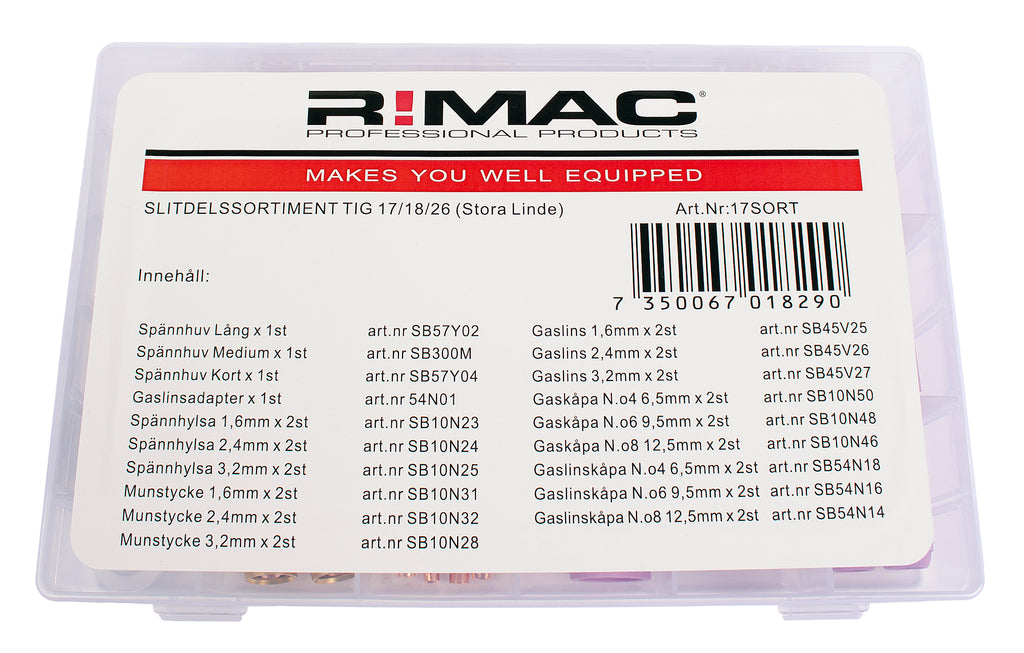 R!MAC®
PROFESSIONAL PRODUCTS
MAKES YOU WELL EQUIPPED
SLITDELSSORTIMENT TIG 17/18/26 (Stora Linde) Art.Nr:17SORT
7 350067 018290
Innehåll:
Spännhuv Lång x 1st art.nr SB57Y02
Spännhuv Medium x 1st art.nr SB300M
Spännhuv Kort x 1st art.nr SB57Y04
Gaslinsadapter x 1st art.nr 54N01
Spännhylsa 1,6mm x 2st art.nr SB10N23
Spännhylsa 2,4mm x 2st art.nr SB10N24
Spännhylsa 3,2mm x 2st art.nr SB10N25
Munstycke 1,6mm x 2st art.nr SB10N31
Munstycke 2,4mm x 2st art.nr SB10N32
Munstycke 3,2mm x 2st art.nr SB10N28
Gaslins 1,6mm x 2st art.nr SB45V25
Gaslins 2,4mm x 2st art.nr SB45V26
Gaslins 3,2mm x 2st art.nr SB45V27
Gaskåpa N.o4 6,5mm x 2st art.nr SB10N50
Gaskåpa N.o6 9,5mm x 2st art.nr SB10N48
Gaskåpa N.o8 12,5mm x 2st art.nr SB10N46
Gaslinskåpa N.o4 6,5mm x 2st art.nr SB54N18
Gaslinskåpa N.o6 9,5mm x 2st art.nr SB54N16
Gaslinskåpa N.o8 12,5mm x 2st art.nr SB54N14